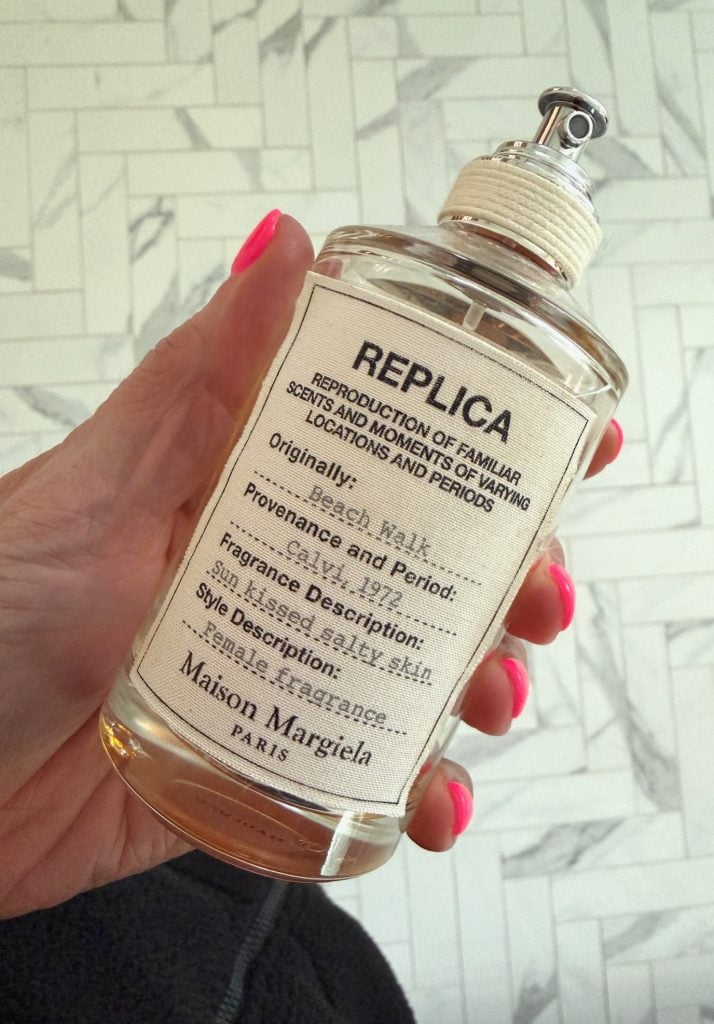 REPLICA
REPRODUCTION OF FAMILIAR
SCENTS AND MOMENTS OF VARYING
LOCATIONS AND PERIODS
Originally:
Beach Walk
Provenance and Period:
Calvi, 1972
Fragrance Description:
Sun kissed salty skin
Style Description:
Female fragrance
Maison Margiela
PARIS